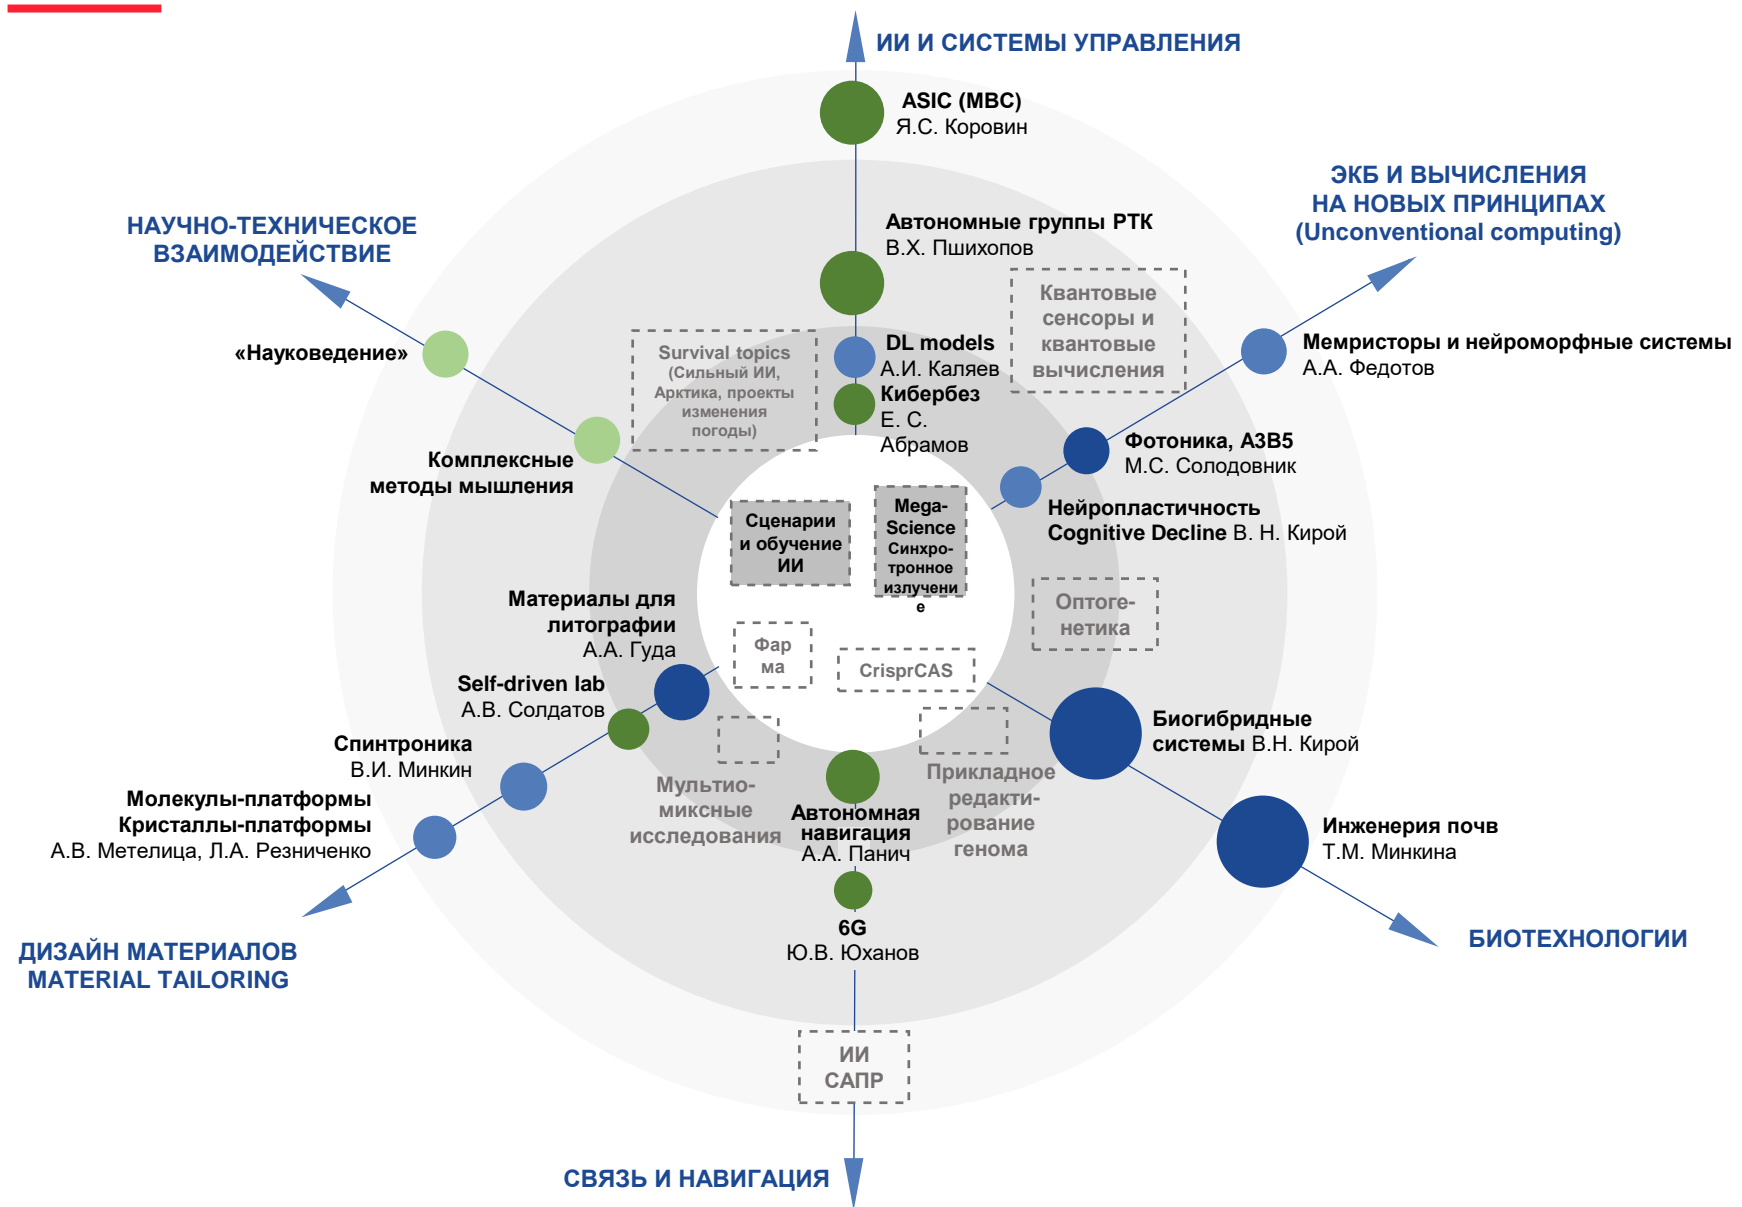 ИИ И СИСТЕМЫ УПРАВЛЕНИЯ
ASIC (МВС)
Я.С. Коровин
Автономные группы РТК
В.Х. Пшихопов
DL models
А.И. Каляев
Кибербез
Е. С.
Абрамов
ЭКБ И ВЫЧИСЛЕНИЯ
НА НОВЫХ ПРИНЦИПАХ
(Unconventional computing)
Квантовые
сенсоры и
квантовые
вычисления
Мемристоры и нейроморфные системы
А.А. Федотов
Фотоника, А3В5
М.С. Солодовник
Нейропластичность
Cognitive Decline В. Н. Кирой
НАУЧНО-ТЕХНИЧЕСКОЕ
ВЗАИМОДЕЙСТВИЕ
«Науковедение»
Survival topics
(Сильный ИИ,
Арктика, проекты
изменения
погоды)
Комплексные
методы мышления
Сценарии
и обучение
ИИ
Mega-
Science
Синхро-
тронное
излучени
е
Оптоге-
нетика
Фар
ма
CrisprCAS
Материалы для
литографии
А.А. Гуда
Self-driven lab
А.В. Солдатов
Спинтроника
В.И. Минкин
Молекулы-платформы
Кристаллы-платформы
А.В. Метелица, Л.А. Резниченко
ДИЗАЙН МАТЕРИАЛОВ
MATERIAL TAILORING
Мультио-
миксные
исследования
Автономная
навигация
А.А. Панич
Прикладное
редакти-
рование
генома
Биогибридные
системы В.Н. Кирой
Инженерия почв
Т.М. Минкина
БИОТЕХНОЛОГИИ
6G
Ю.В. Юханов
ИИ
САПР
СВЯЗЬ И НАВИГАЦИЯ